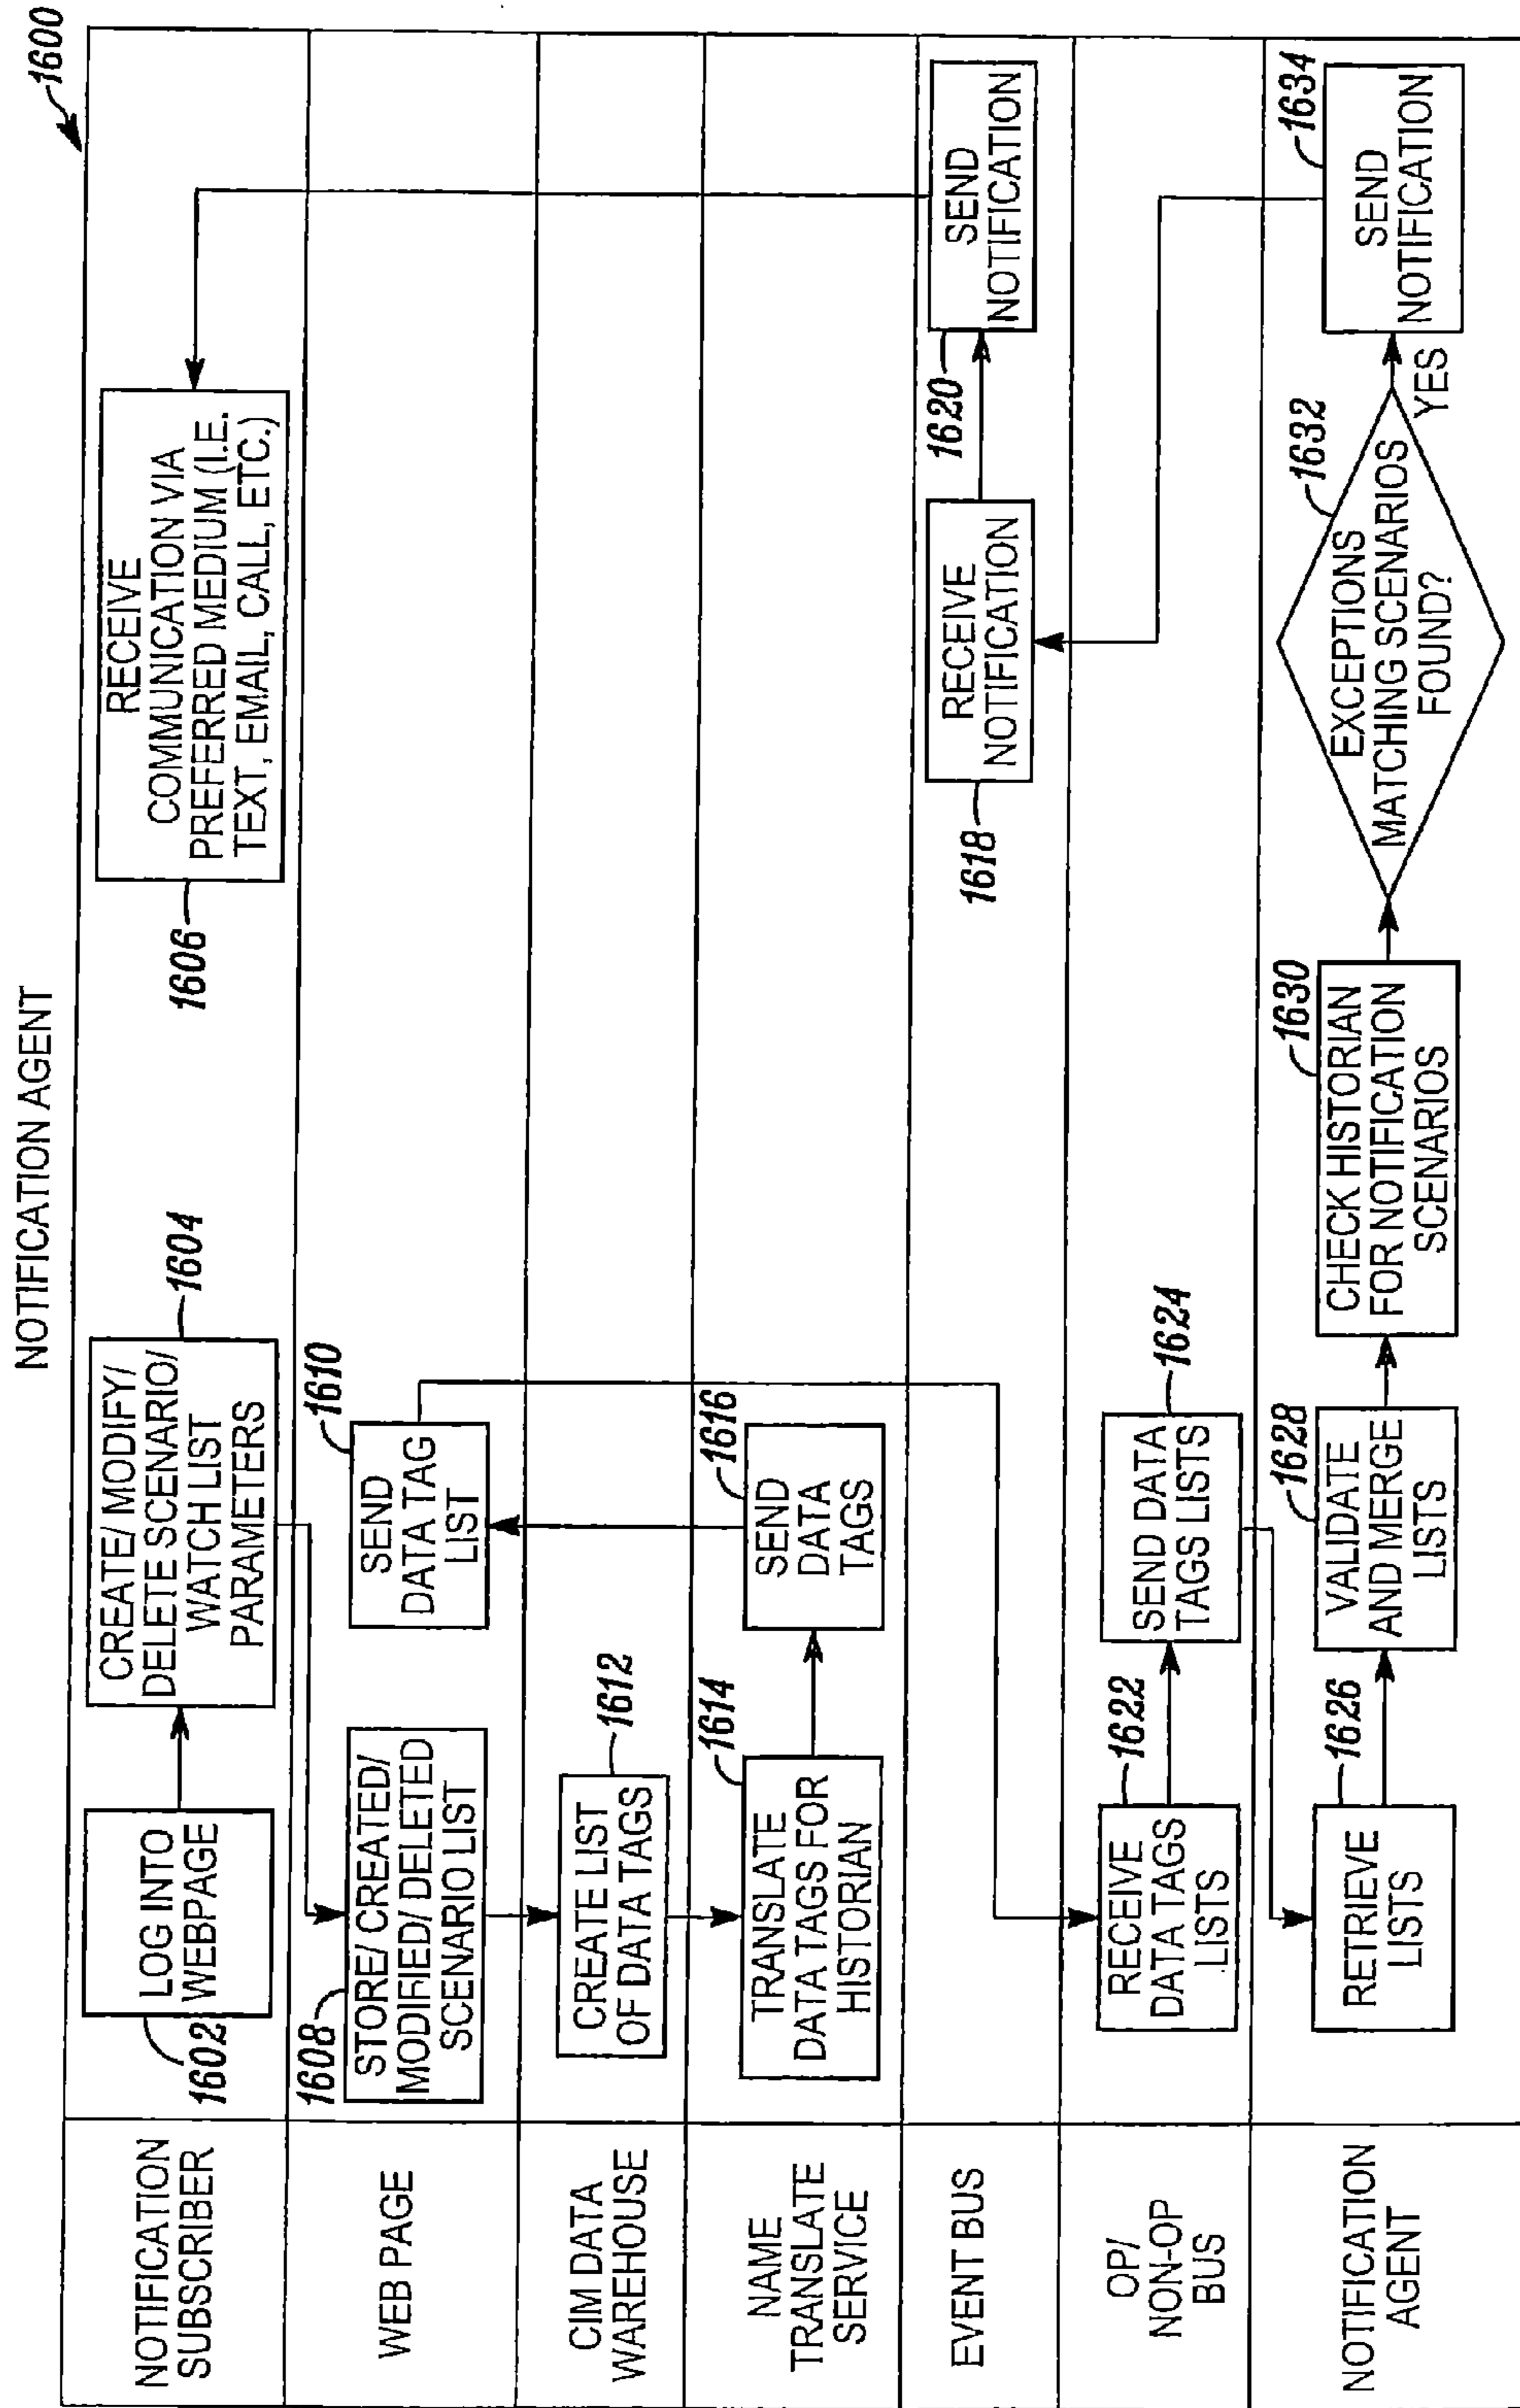 NOTIFICATION AGENT
1600
NOTIFICATION
SUBSCRIBER
1602
LOG INTO
WEBPAGE
CREATE/ MODIFY/
DELETE SCENARIO/
WATCH LIST
PARAMETERS
1604
1606
RECEIVE
COMMUNICATION VIA
PREFERRED MEDIUM (I.E.
TEXT, EMAIL, CALL, ETC.)
WEB PAGE
1608
STORE/ CREATED/
MODIFIED/ DELETED
SCENARIO LIST
SEND
DATA TAG
LIST
1610
CIM DATA
WAREHOUSE
CREATE LIST
OF DATA TAGS
1612
NAME
TRANSLATE
SERVICE
TRANSLATE
DATA TAGS FOR
HISTORIAN
1614
SEND
DATA
TAGS
1616
EVENT BUS
1618
RECEIVE
NOTIFICATION
1620
SEND
NOTIFICATION
OP/
NON-OP
BUS
RECEIVE
DATA TAGS
LISTS
1622
SEND DATA
TAGS LISTS
1624
NOTIFICATION
AGENT
RETRIEVE
LISTS
1626
VALIDATE
AND MERGE
LISTS
1628
CHECK HISTORIAN
FOR NOTIFICATION
SCENARIOS
1630
EXCEPTIONS
MATCHING SCENARIOS
FOUND?
1632
YES
SEND
NOTIFICATION
1634